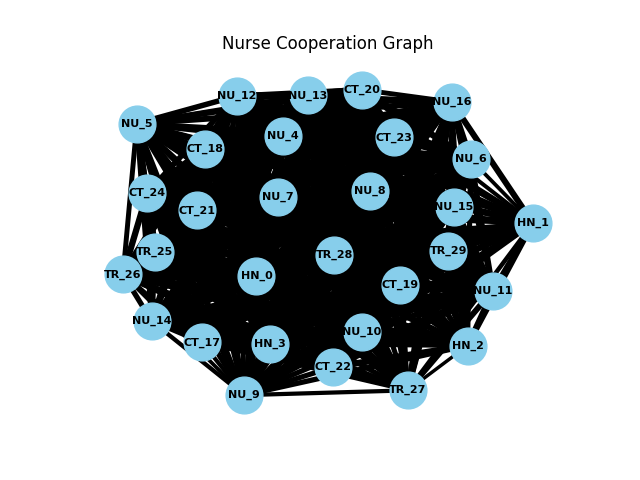 Nurse Cooperation Graph
CT_20
NU_12
NU_13
NU_16
NU_5
NU_4
CT_23
CT_18
NU_6
NU_8
CT_24
NU_7
NU_15
CT_21
HN_1
TR_29
TR_25
TR_28
TR_26
HN_0
CT_19
NU_11
NU_14
NU_10
CT_17
HN_3
HN_2
CT_22
TR_27
NU_9